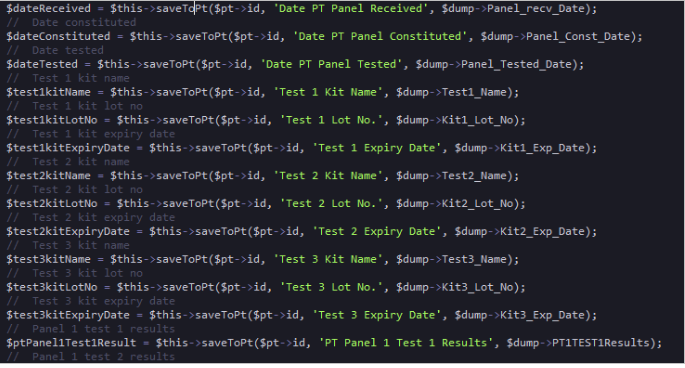 $dateReceived = $this->saveToPt($pt->id, 'Date PT Panel Received', $dump->Panel_recv_Date);
//  Date constituted
$dateConstituted = $this->saveToPt($pt->id, 'Date PT Panel Constituted', $dump->Panel_Const_Date);
//  Date tested
$dateTested = $this->saveToPt($pt->id, 'Date PT Panel Tested', $dump->Panel_Tested_Date);
//  Test 1 kit name
$test1kitName = $this->saveToPt($pt->id, 'Test 1 Kit Name', $dump->Test1_Name);
//  Test 1 kit lot no
$test1kitLotNo = $this->saveToPt($pt->id, 'Test 1 Lot No.', $dump->Kit1_Lot_No);
//  Test 1 kit expiry date
$test1kitExpiryDate = $this->saveToPt($pt->id, 'Test 1 Expiry Date', $dump->Kit1_Exp_Date);
//  Test 2 kit name
$test2kitName = $this->saveToPt($pt->id, 'Test 2 Kit Name', $dump->Test2_Name);
//  Test 2 kit lot no
$test2kitLotNo = $this->saveToPt($pt->id, 'Test 2 Lot No.', $dump->Kit2_Lot_No);
//  Test 2 kit expiry date
$test2kitExpiryDate = $this->saveToPt($pt->id, 'Test 2 Expiry Date', $dump->Kit2_Exp_Date);
//  Test 3 kit name
$test3kitName = $this->saveToPt($pt->id, 'Test 3 Kit Name', $dump->Test3_Name);
//  Test 3 kit lot no
$test3kitLotNo = $this->saveToPt($pt->id, 'Test 3 Lot No.', $dump->Kit3_Lot_No);
//  Test 3 kit expiry date
$test3kitExpiryDate = $this->saveToPt($pt->id, 'Test 3 Expiry Date', $dump->Kit3_Exp_Date);
//  Panel 1 test 1 results
$ptPanel1Test1Result = $this->saveToPt($pt->id, 'PT Panel 1 Test 1 Results', $dump->PT1TEST1Results);
//  Panel 1 test 2 results